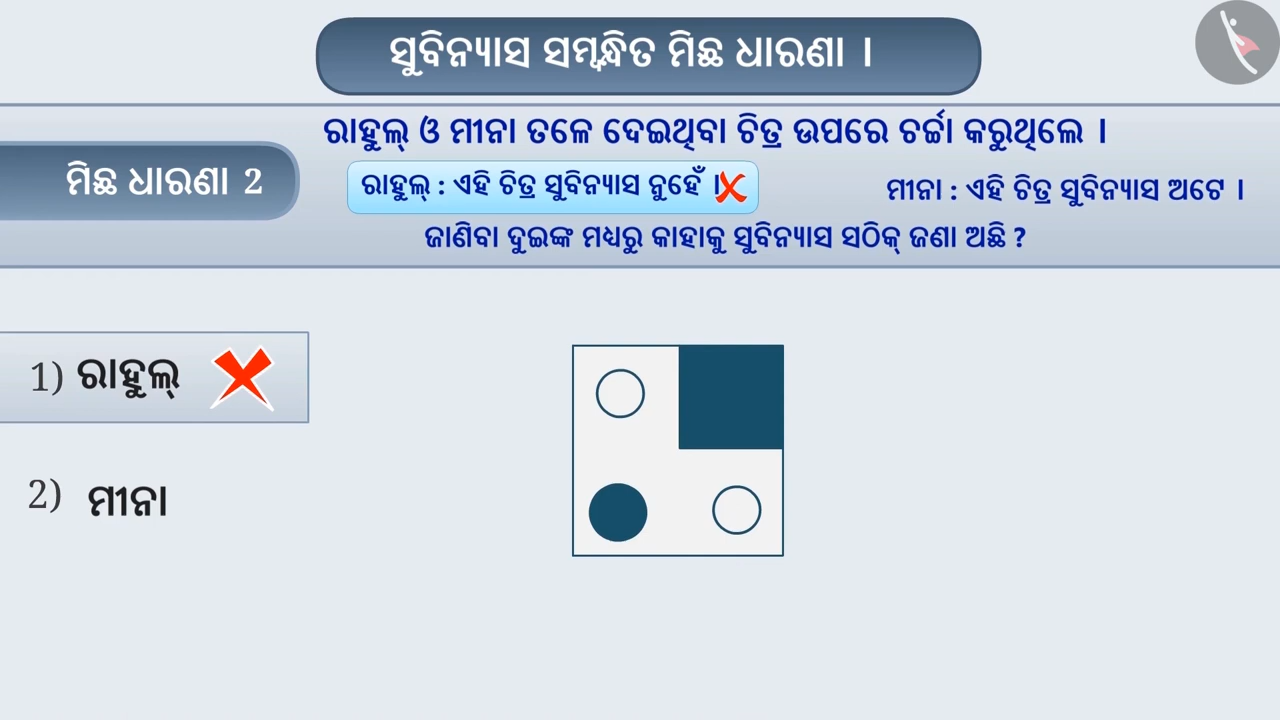 ସୁବିନ୍ୟାସ ସମ୍ବନ୍ଧିତ ମିଛ ଧାରଣା ।
ମିଛ ଧାରଣା 2
ରାହୁଲ୍ ଓ ମୀନା ତଳେ ଦେଇଥିବା ଚିତ୍ର ଉପରେ ଚର୍ଚ୍ଚା କରୁଥିଲେ ।
ରାହୁଲ୍ : ଏହି ଚିତ୍ର ସୁବିନ୍ୟାସ ନୁହେଁ ।
ମୀନା : ଏହି ଚିତ୍ର ସୁବିନ୍ୟାସ ଅଟେ ।
ଜାଣିବା ଦୁଇଙ୍କ ମଧ୍ୟରୁ କାହାକୁ ସୁବିନ୍ୟାସ ସଠିକ୍ ଜଣା ଅଛି ?
1) ରାହୁଲ୍
2) ମୀନା